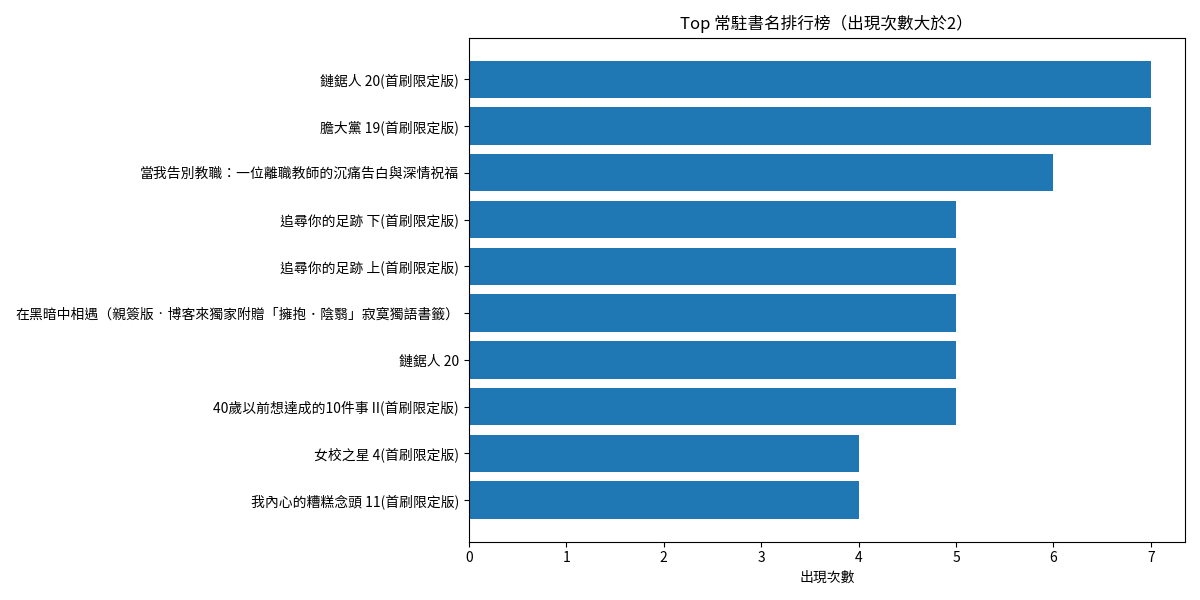 Top 常駐書名排行榜（出現次數大於2）
鏈鋸人 20(首刷限定版)
膽大黨 19(首刷限定版)
當我告別教職：一位離職教師的沉痛告白與深情祝福
追尋你的足跡 下(首刷限定版)
追尋你的足跡 上(首刷限定版)
在黑暗中相遇（親簽版‧博客來獨家附贈「擁抱．陰翳」寂寞獨語書籤）
鏈鋸人 20
40歲以前想達成的10件事 II(首刷限定版)
女校之星 4(首刷限定版)
我內心的糟糕念頭 11(首刷限定版)
0 1 2 3 4 5 6 7
出現次數